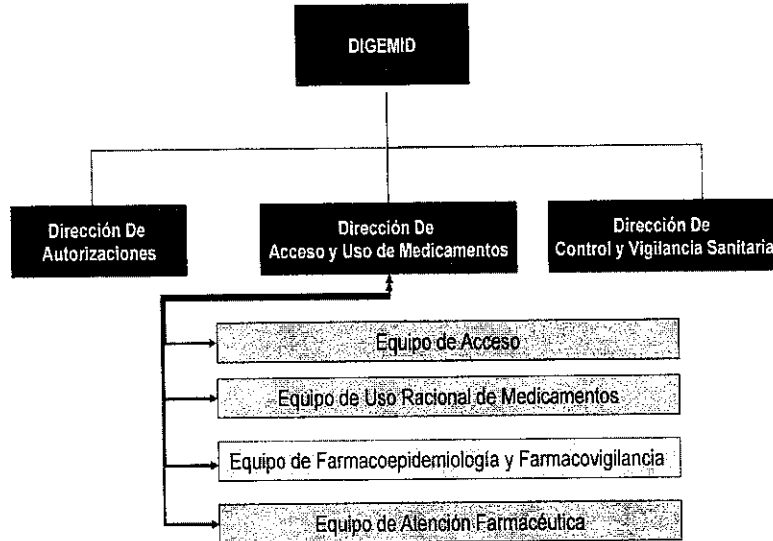 DIGEMID
Dirección De
Autorizaciones
Dirección De
Acceso y Uso de Medicamentos
Dirección De
Control y Vigilancia Sanitaria
Equipo de Acceso
Equipo de Uso Racional de Medicamentos
Equipo de Farmacoepidemiología y Farmacovigilancia
Equipo de Atención Farmacéutica